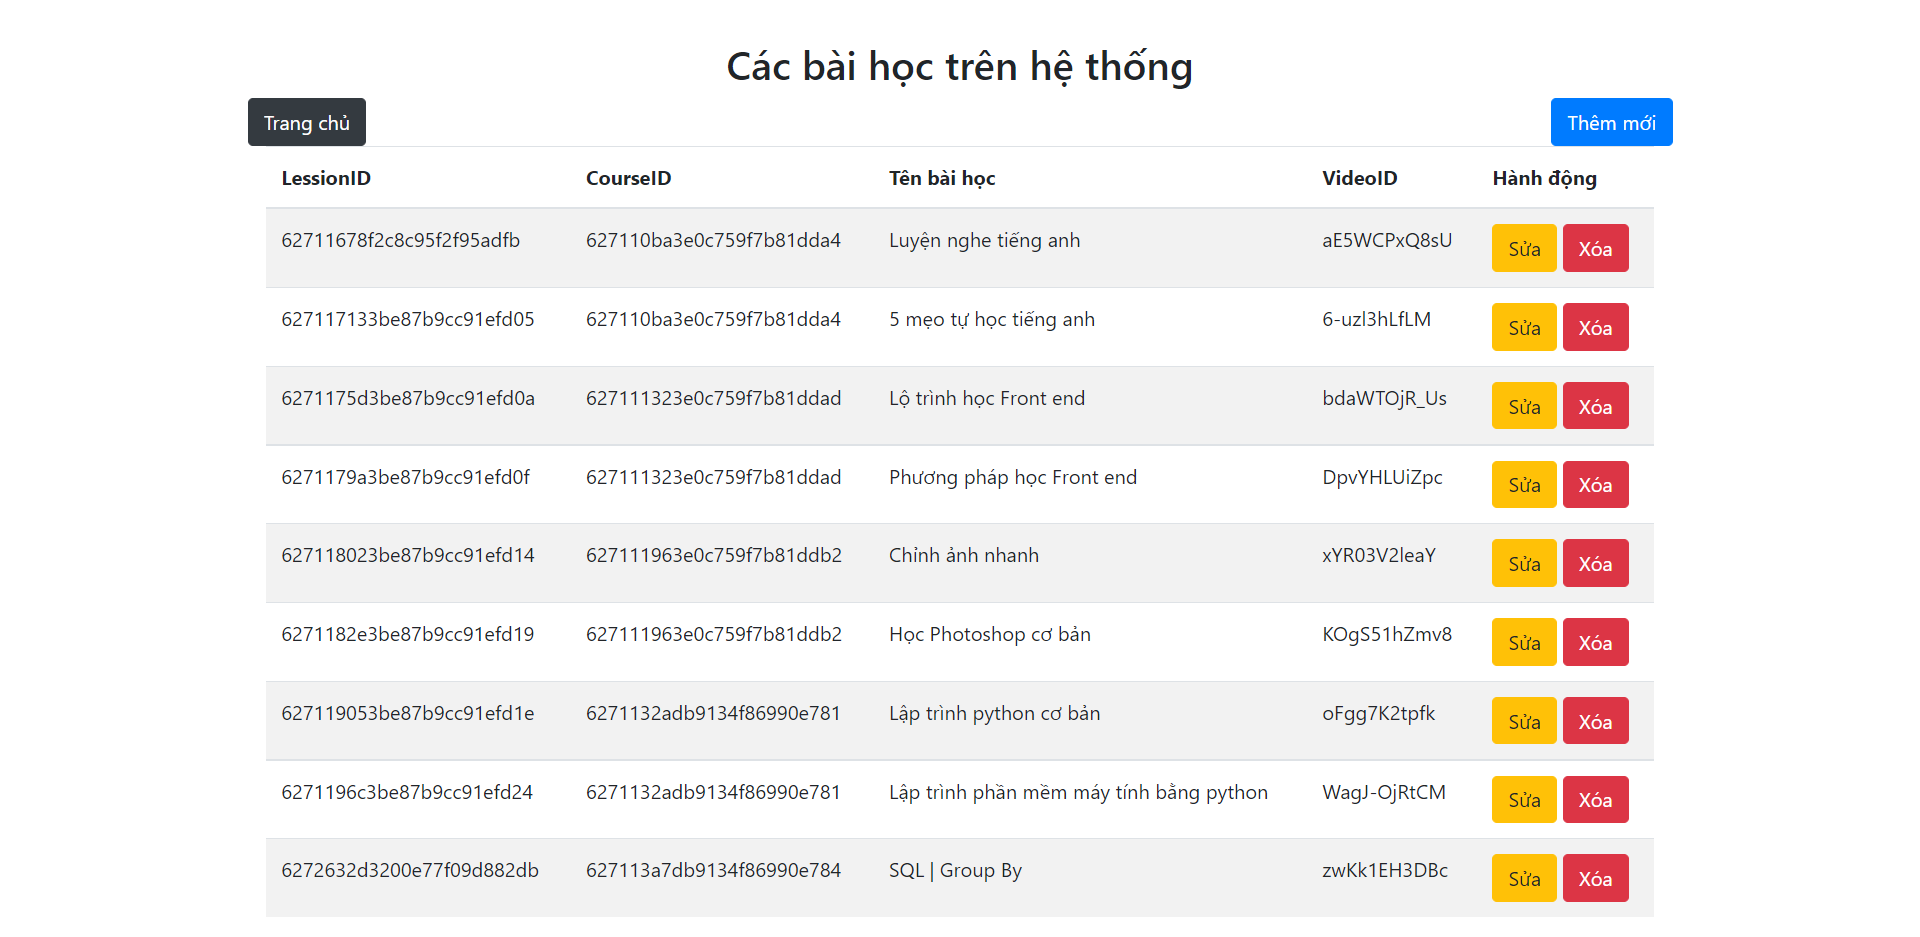 Các bài học trên hệ thống
Trang chủ Thêm mới
LessionID CourseID Tên bài học VideoID Hành động
62711678f2c8c95f2f95adfb 627110ba3e0c759f7b81dda4 Luyện nghe tiếng anh aE5WCPxQ8sU Sửa Xóa
627117133be87b9cc91efd05 627110ba3e0c759f7b81dda4 5 mẹo tự học tiếng anh 6-uzl3hLfLM Sửa Xóa
6271175d3be87b9cc91efd0a 627111323e0c759f7b81ddad Lộ trình học Front end bdaWTOjR_Us Sửa Xóa
6271179a3be87b9cc91efd0f 627111323e0c759f7b81ddad Phương pháp học Front end DpvYHLUiZpc Sửa Xóa
627118023be87b9cc91efd14 627111963e0c759f7b81ddb2 Chỉnh ảnh nhanh xYR03V2leaY Sửa Xóa
6271182e3be87b9cc91efd19 627111963e0c759f7b81ddb2 Học Photoshop cơ bản KOgS51hZmv8 Sửa Xóa
627119053be87b9cc91efd1e 6271132adb9134f86990e781 Lập trình python cơ bản oFgg7K2tpfk Sửa Xóa
6271196c3be87b9cc91efd24 6271132adb9134f86990e781 Lập trình phần mềm máy tính bằng python WagJ-OjRtCM Sửa Xóa
6272632d3200e77f09d882db 627113a7db9134f86990e784 SQL | Group By zwKk1EH3DBc Sửa Xóa